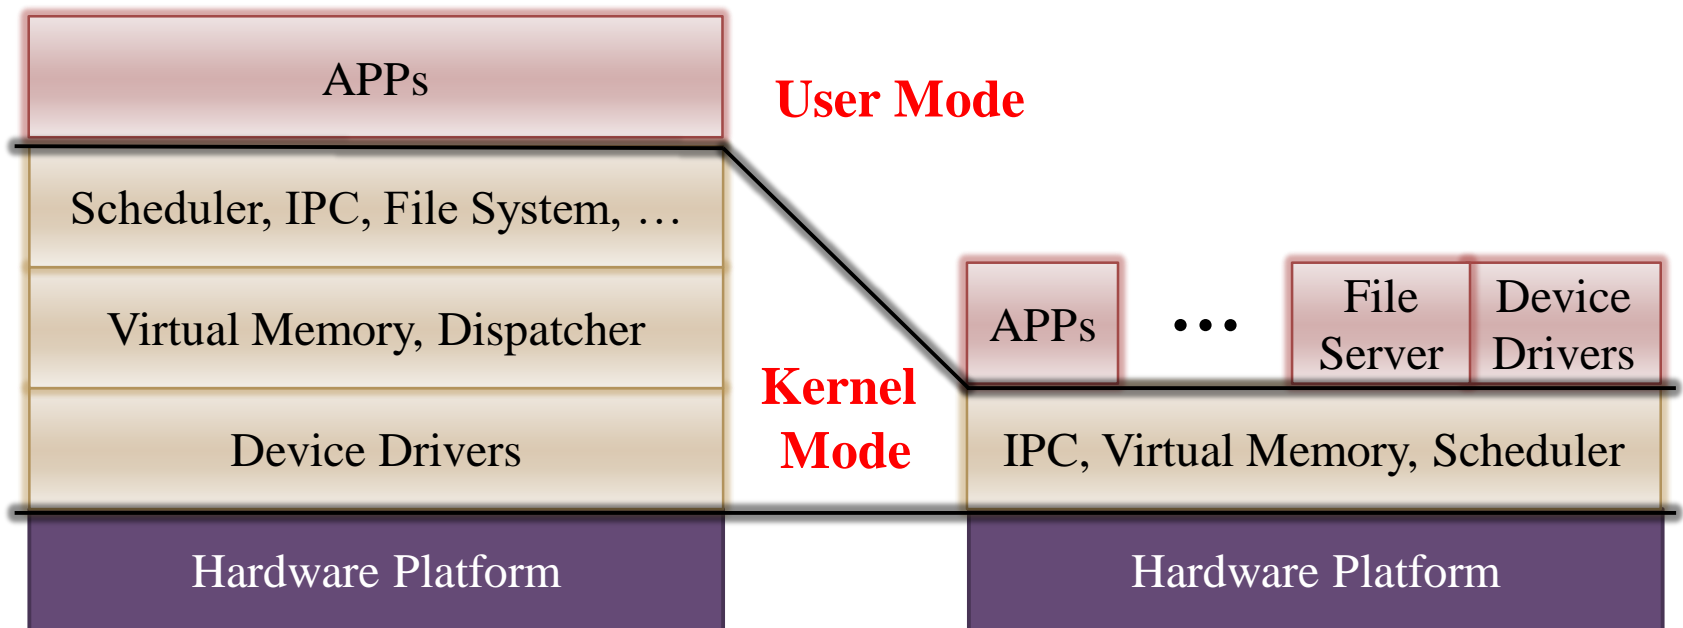 APPs
User Mode
Scheduler, IPC, File System, …
Virtual Memory, Dispatcher
Device Drivers
Hardware Platform
Kernel
Mode
APPs
…
File
Server
Device
Drivers
IPC, Virtual Memory, Scheduler
Hardware Platform